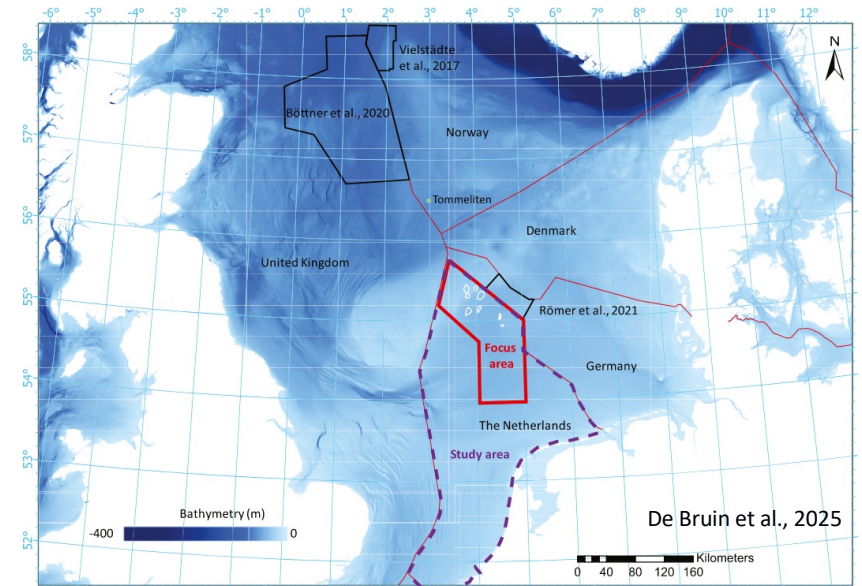 -6° -5° -4° -3° -2° -1° 0° 1° 2° 3° 4° 5° 6° 7° 8° 9° 10° 11° 12°
58°
57°
56°
55°
54°
53°
52°
N
Vielstädte
et al., 2017
Böttner et al., 2020
Norway
Tommeliten
Denmark
United Kingdom
Römer et al., 2021
Focus
area
Germany
The Netherlands
Study area
Bathymetry (m)
-400 0
De Bruin et al., 2025
Kilometers
0 40 80 120 160